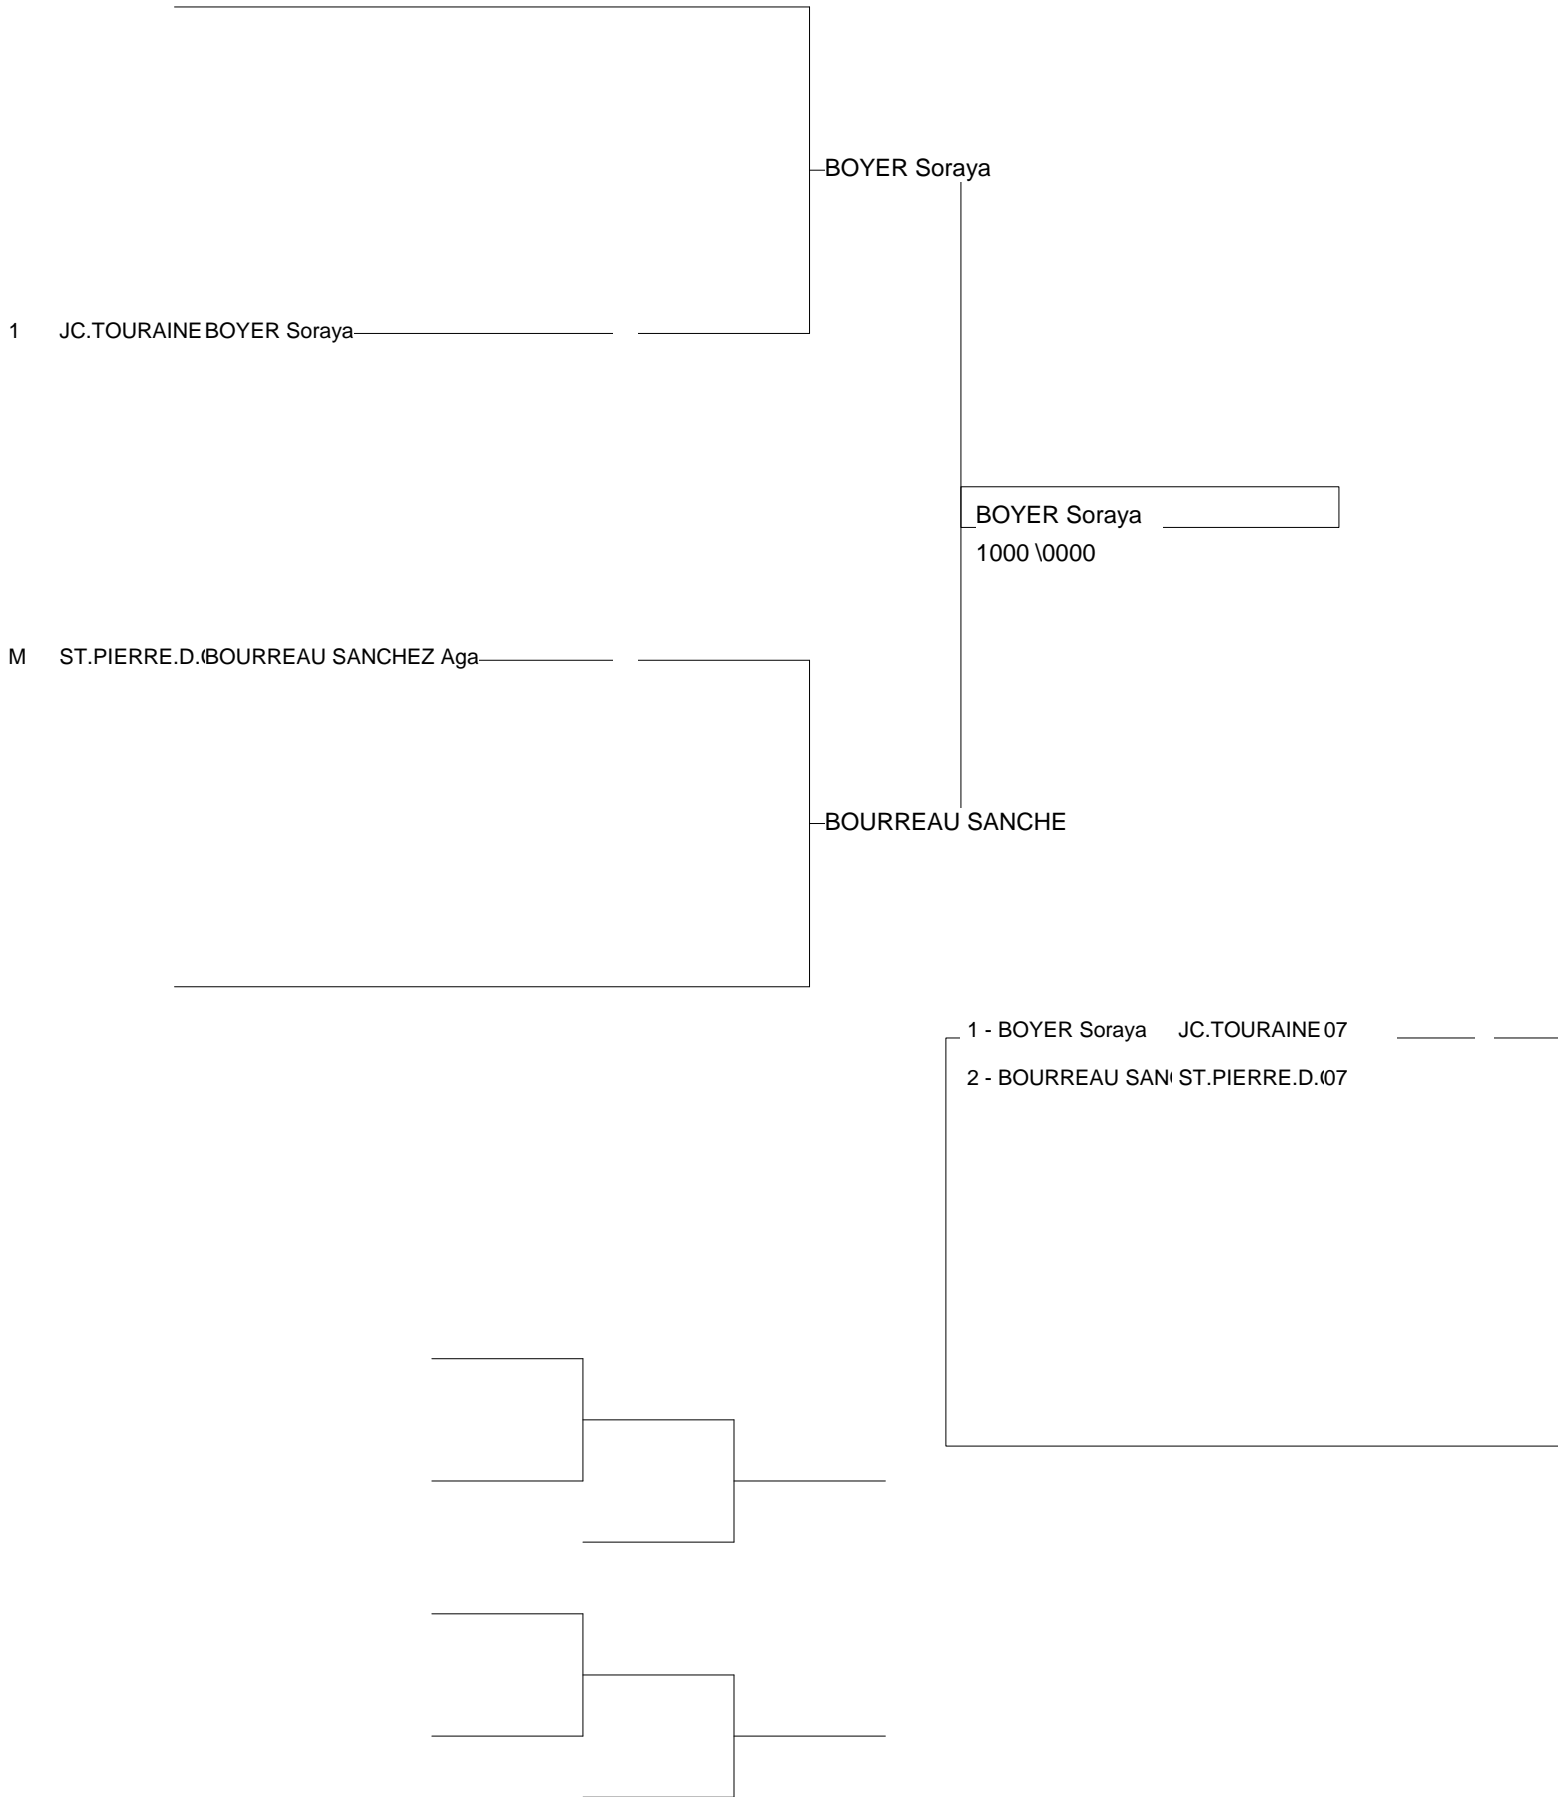 BOYER Soraya
1 JC.TOURAINE BOYER Soraya
BOYER Soraya
1000 \0000
M ST.PIERRE.D.( BOURREAU SANCHEZ Aga
BOURREAU SANCHE
1 - BOYER Soraya JC.TOURAINE 07
2 - BOURREAU SAN( ST.PIERRE.D.( 07